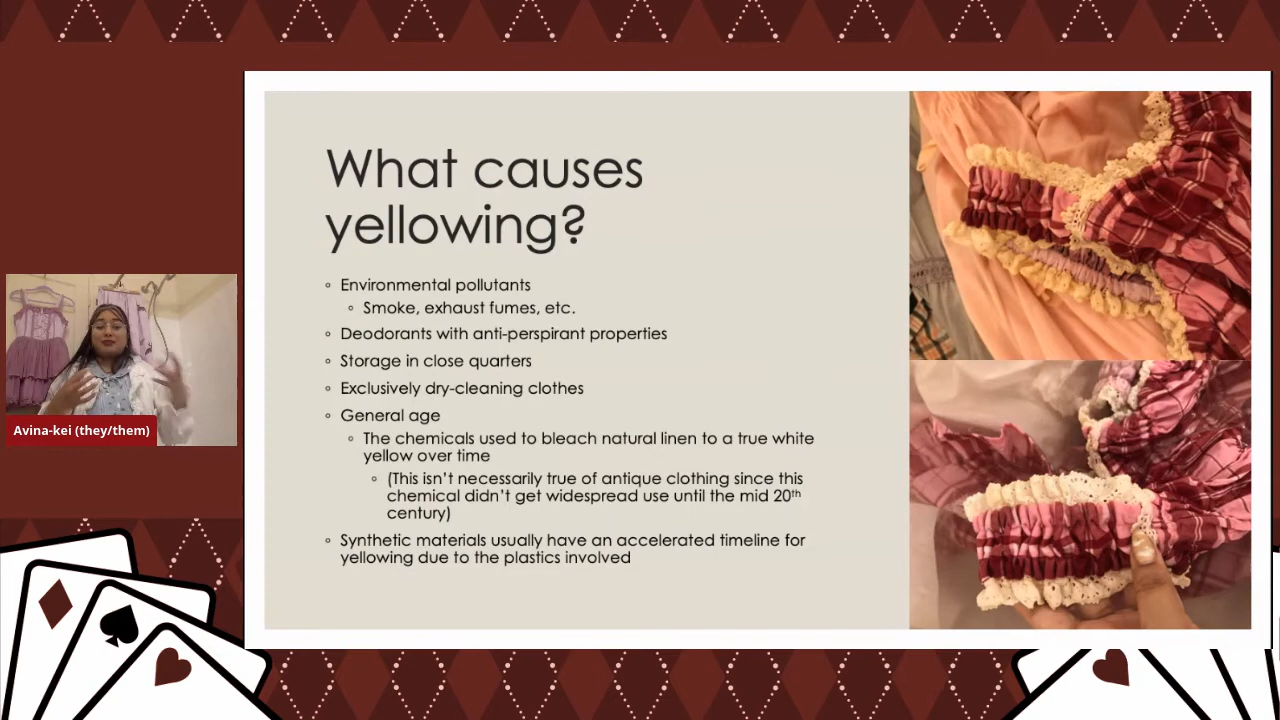 What causes
yellowing?
◦ Environmental pollutants
◦ Smoke, exhaust fumes, etc.
◦ Deodorants with anti-perspirant properties
◦ Storage in close quarters
◦ Exclusively dry-cleaning clothes
◦ General age
◦ The chemicals used to bleach natural linen to a true white
yellow over time
◦ (This isn't necessarily true of antique clothing since this
chemical didn't get widespread use until the mid 20th
century)
◦ Synthetic materials usually have an accelerated timeline for
yellowing due to the plastics involved
Avina-kei (they/them)